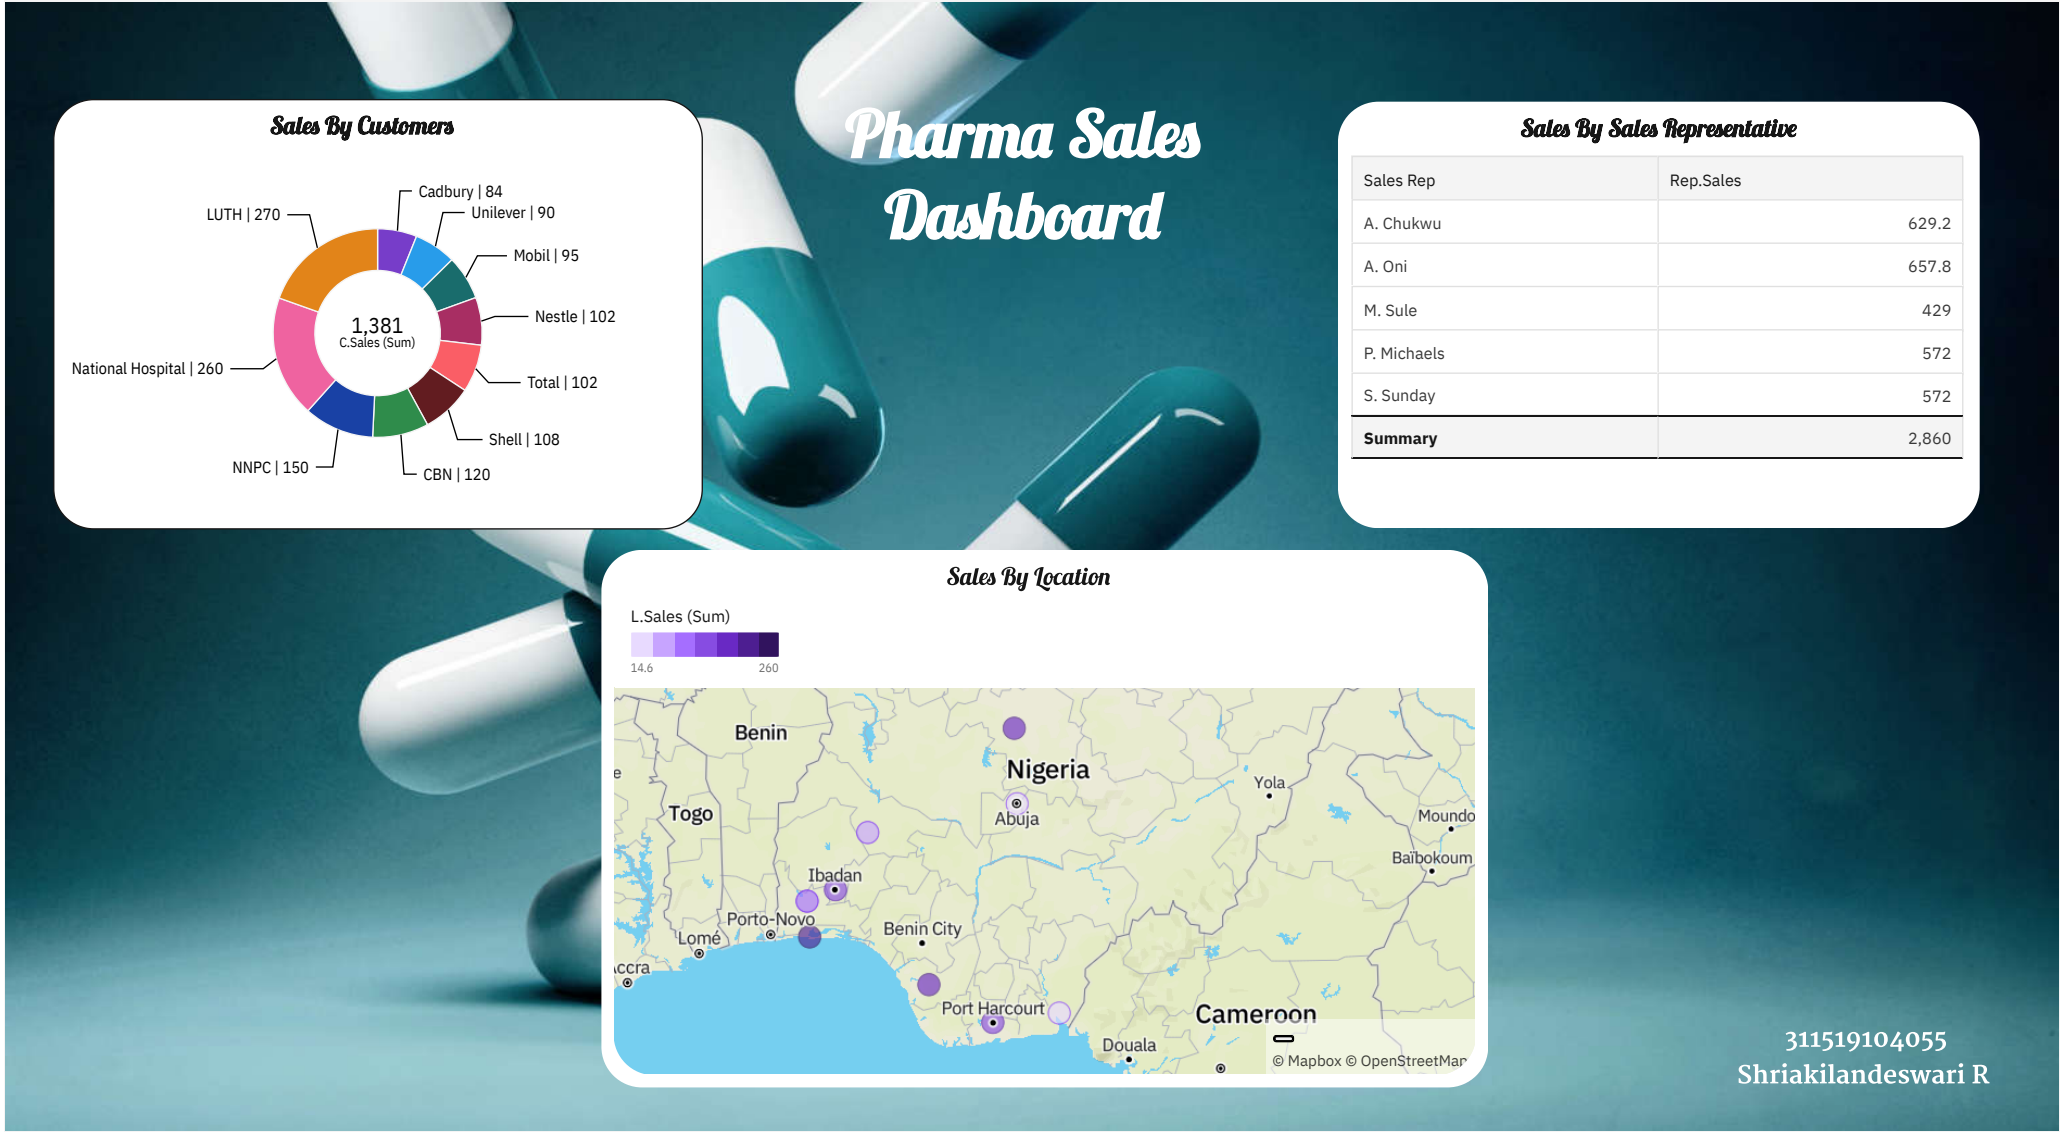 Pharma Sales
Dashboard
Sales By Customers
Cadbury | 84
Unilever | 90
LUTH | 270
Mobil | 95
Nestle | 102
1,381
C.Sales (Sum)
National Hospital | 260
Total | 102
Shell | 108
NNPC | 150
CBN | 120
Sales By Sales Representative
Sales Rep Rep.Sales
A. Chukwu 629.2
A. Oni 657.8
M. Sule 429
P. Michaels 572
S. Sunday 572
Summary 2,860
Sales By Location
L.Sales (Sum)
14.6 260
Benin
Nigeria
e
Yola
Togo
Abuja
Moundo
Baïbokoum
Ibadan
Porto-Novo
Benin City
Lomé
ccra
Port Harcourt
Cameroon
Douala
© Mapbox © OpenStreetMap
311519104055
Shriakilandeswari R